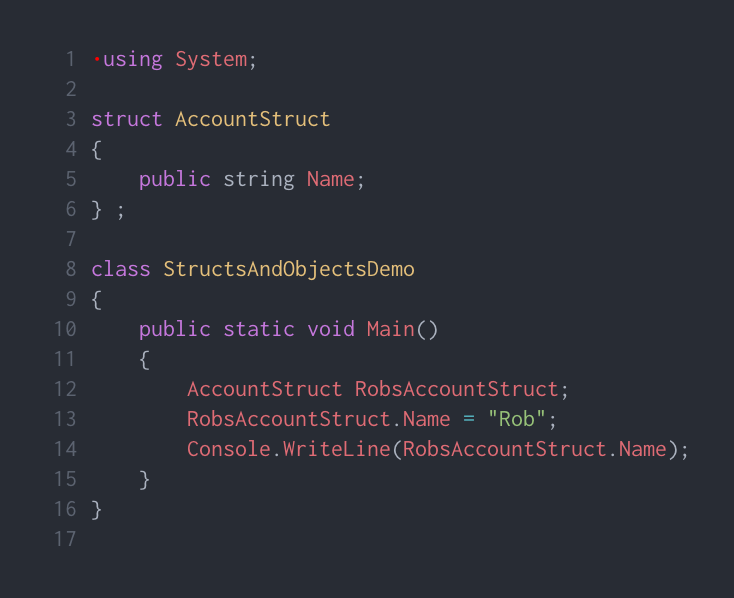 1 ·using System;
2
3 struct AccountStruct
4 {
5     public string Name;
6 } ;
7
8 class StructsAndObjectsDemo
9 {
10     public static void Main()
11     {
12         AccountStruct RobsAccountStruct;
13         RobsAccountStruct.Name = "Rob";
14         Console.WriteLine(RobsAccountStruct.Name);
15     }
16 }
17